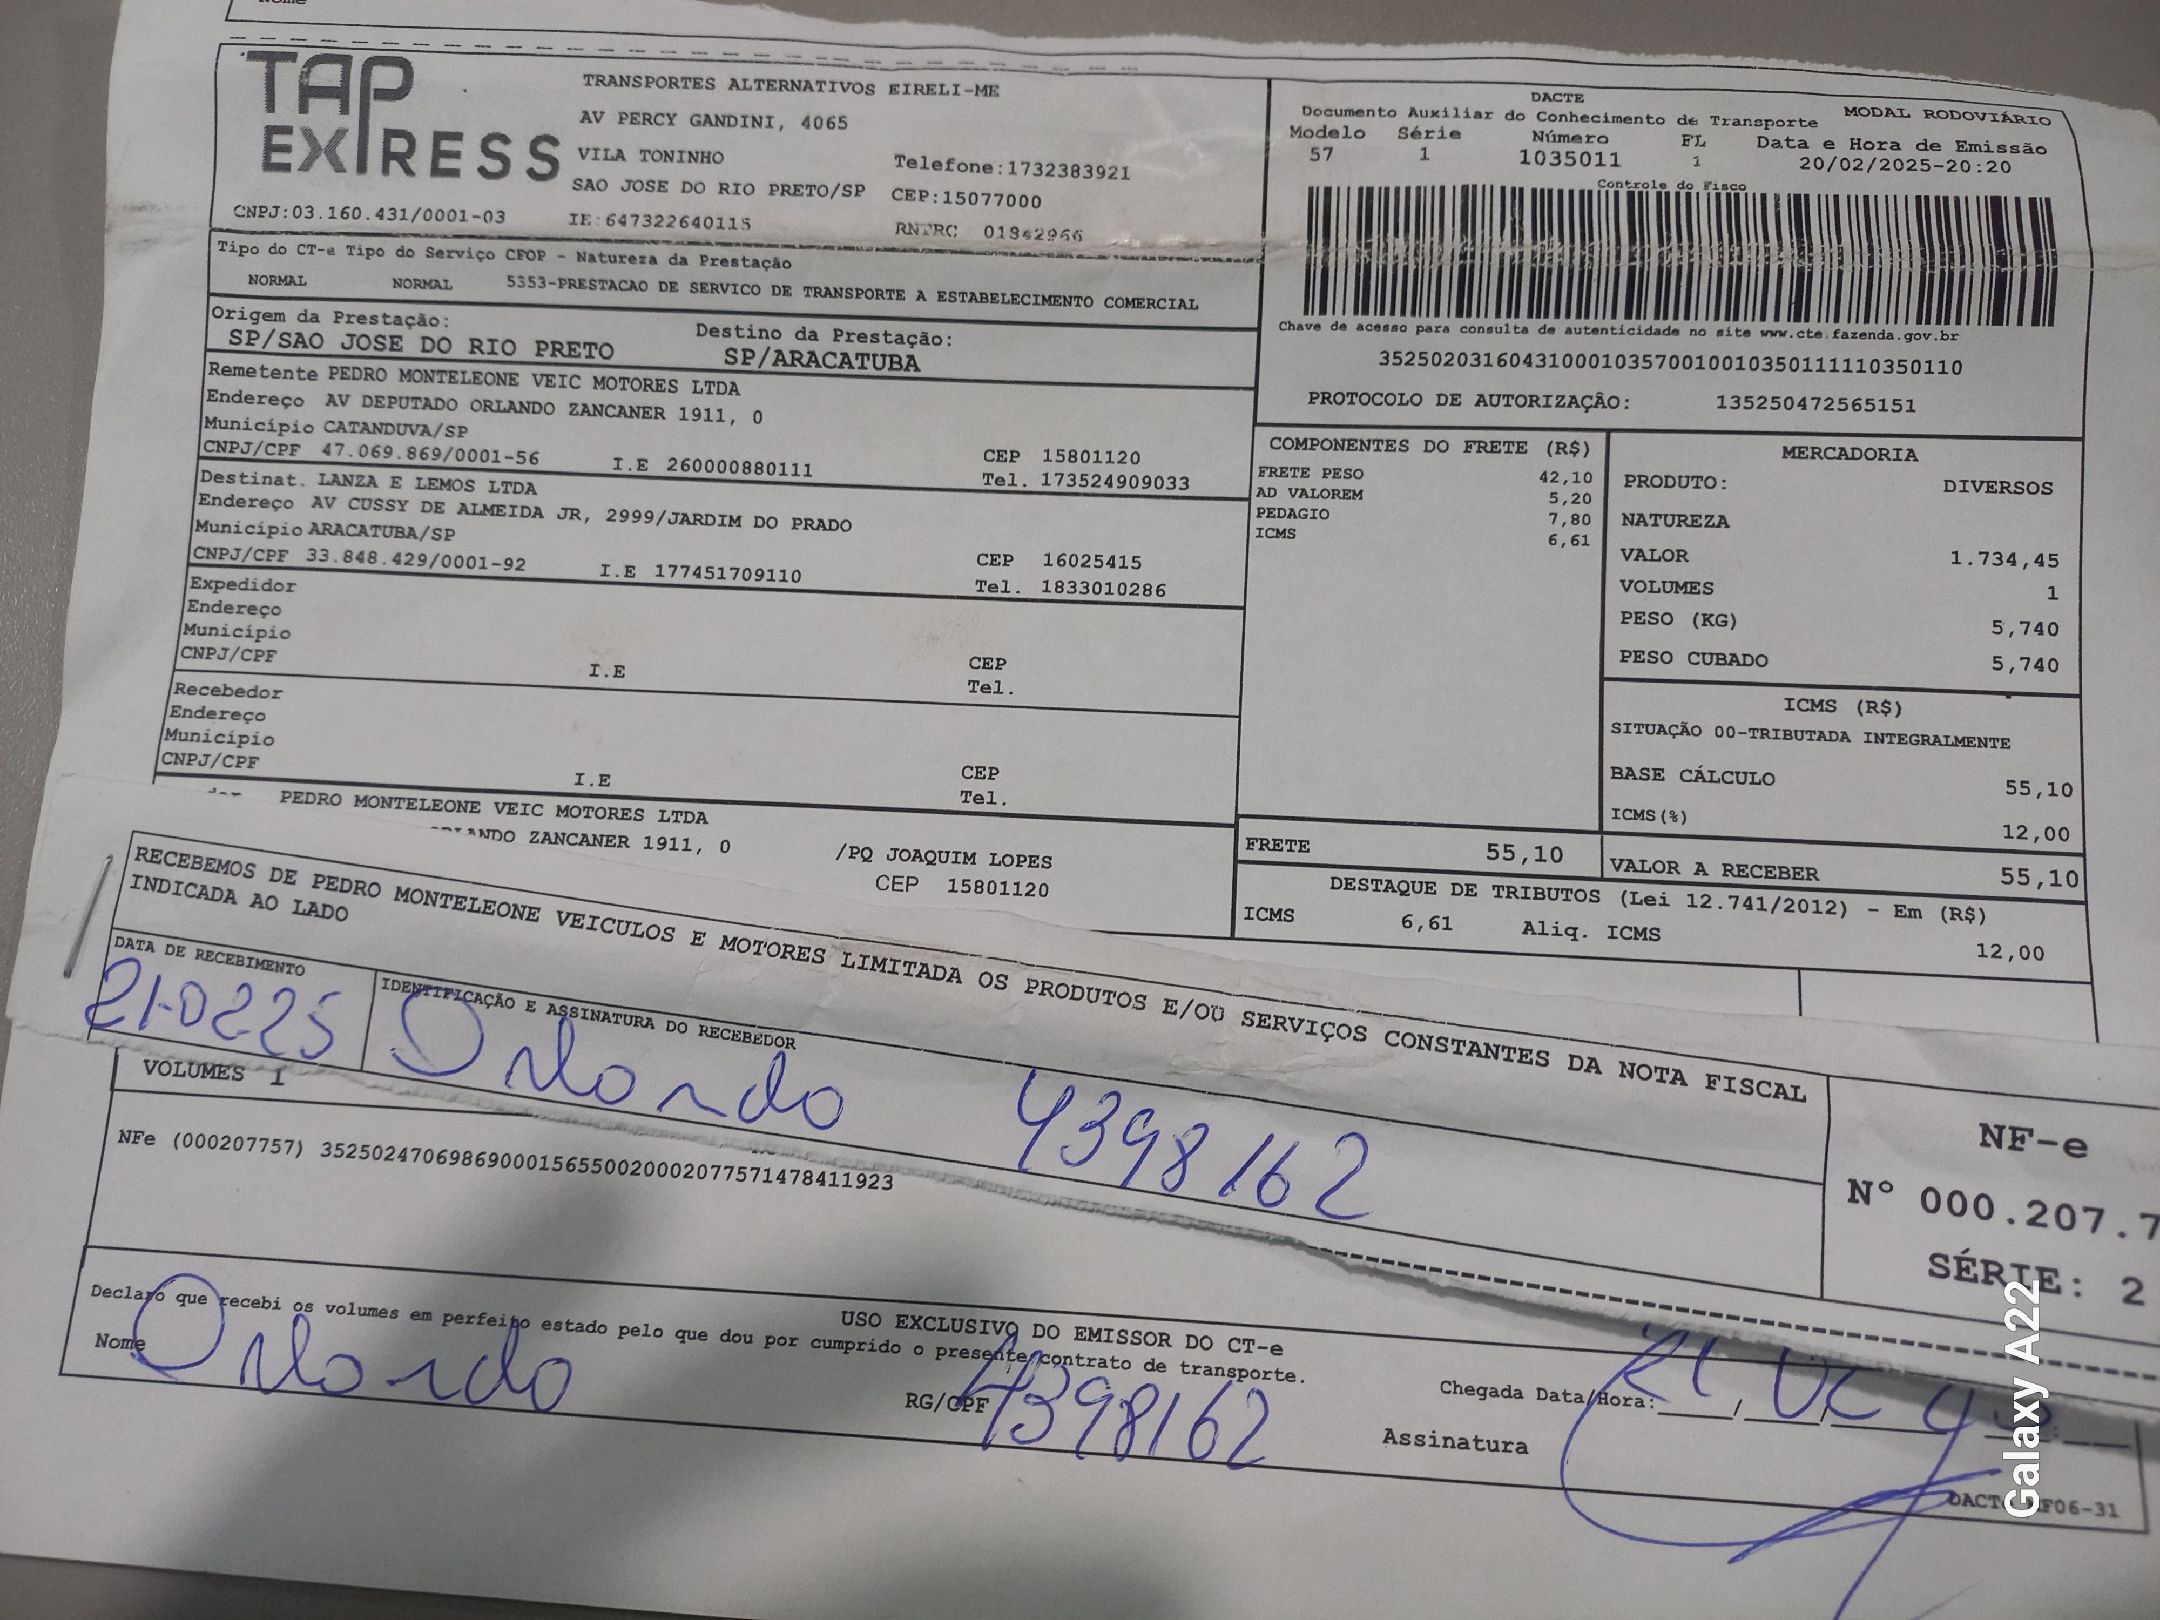 Nome
TAP EXPRESS
TRANSPORTES ALTERNATIVOS EIRELI-ME
AV PERCY GANDINI, 4065
VILA TONINHO
Telefone:1732383921
SAO JOSE DO RIO PRETO/SP CEP:15077000
CNPJ:03.160.431/0001-03 IE:647322640115 RNTRC 01842966
DACTE
Documento Auxiliar do Conhecimento de Transporte MODAL RODOVIÁRIO
Modelo Série Número FL Data e Hora de Emissão
57 1 1035011 1 20/02/2025-20:20
Controle do Fisco
Chave de acesso para consulta de autenticidade no site www.cte.fazenda.gov.br
35250203160431000103570010010350111110350110
PROTOCOLO DE AUTORIZAÇÂO: 135250472565151
Tipo do CT-e Tipo do Serviço CFOP - Natureza da Prestação
NORMAL NORMAL 5353-PRESTACAO DE SERVICO DE TRANSPORTE A ESTABELECIMENTO COMERCIAL
Origem da Prestação: Destino da Prestação:
SP/SAO JOSE DO RIO PRETO SP/ARACATUBA
Remetente PEDRO MONTELEONE VEIC MOTORES LTDA
Endereço AV DEPUTADO ORLANDO ZANCANER 1911, 0
Município CATANDUVA/SP CEP 15801120
CNPJ/CPF 47.069.869/0001-56 I.E 260000880111 Tel. 173524909033
Destinat. LANZA E LEMOS LTDA
Endereço AV CUSSY DE ALMEIDA JR, 2999/JARDIM DO PRADO
Município ARACATUBA/SP CEP 16025415
CNPJ/CPF 33.848.429/0001-92 I.E 177451709110 Tel. 1833010286
Expedidor
Endereço
Município CEP
CNPJ/CPF I.E Tel.
Recebedor
Endereço
Município CEP
CNPJ/CPF I.E Tel.
PEDRO MONTELEONE VEIC MOTORES LTDA
ORLANDO ZANCANER 1911, 0 /PQ JOAQUIM LOPES
CEP 15801120
COMPONENTES DO FRETE (R$)
FRETE PESO 42,10
AD VALOREM 5,20
PEDAGIO 7,80
ICMS 6,61
MERCADORIA
PRODUTO: DIVERSOS
NATUREZA
VALOR 1.734,45
VOLUMES 1
PESO (KG) 5,740
PESO CUBADO 5,740
ICMS (R$)
SITUAÇÃO 00-TRIBUTADA INTEGRALMENTE
BASE CÁLCULO 55,10
ICMS(%) 12,00
FRETE 55,10 VALOR A RECEBER 55,10
DESTAQUE DE TRIBUTOS (Lei 12.741/2012) - Em (R$)
ICMS 6,61 Aliq. ICMS 12,00
RECEBEMOS DE PEDRO MONTELEONE VEICULOS E MOTORES LIMITADA OS PRODUTOS E/OU SERVIÇOS CONSTANTES DA NOTA FISCAL
INDICADA AO LADO
DATA DE RECEBIMENTO IDENTIFICAÇÃO E ASSINATURA DO RECEBEDOR
21-0225 Orlando 4398162
NF-e
N° 000.207.7
SÉRIE: 2
VOLUMES 1
NFe (000207757) 35250247069869000156550020002077571478411923
USO EXCLUSIVO DO EMISSOR DO CT-e
Declaro que recebi os volumes em perfeito estado pelo que dou por cumprido o presente contrato de transporte.
Nome Orlando RG/CPF 4398162 Chegada Data/Hora:
Assinatura
Galaxy A22